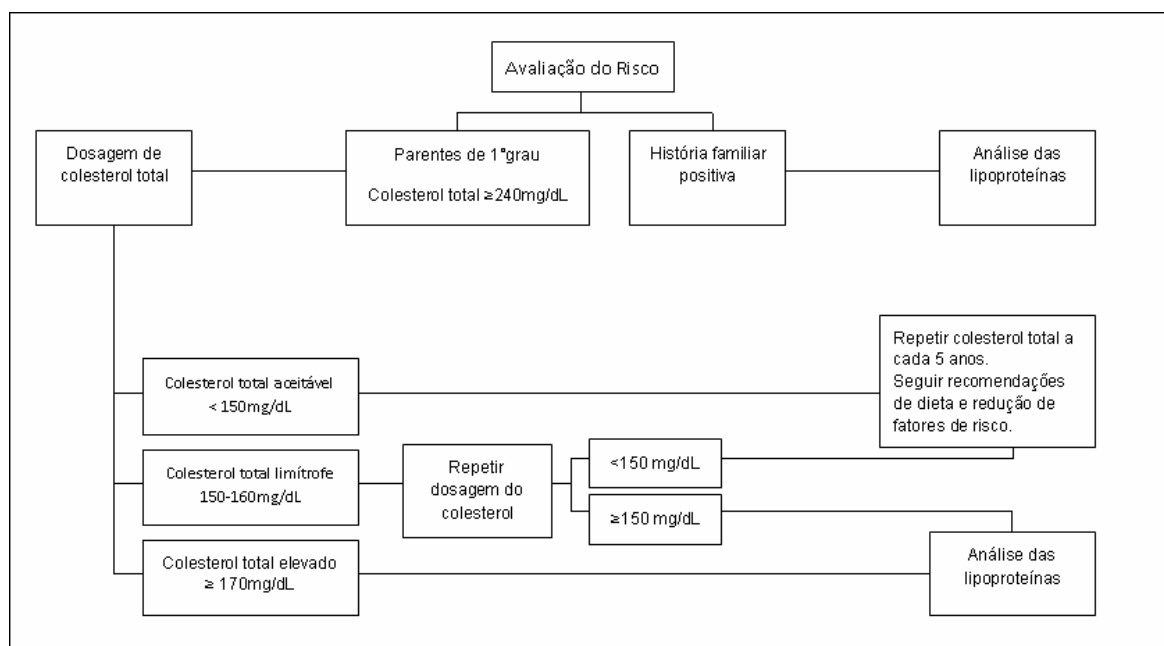 Avaliação do Risco
Dosagem de
colesterol total
Parentes de 1"grau
Colesterol total ≥240mg/dL
História familiar
positiva
Análise das
lipoproteínas
Repetir colesterol total a
cada 5 anos.
Seguir recomendações
de dieta e redução de
fatores de risco.
Colesterol total aceitável
< 150mg/dL
Colesterol total limítrofe
150-160mg/dL
Repetir
dosagem do
colesterol
<150 mg/dL
≥150 mg/dL
Colesterol total elevado
≥ 170mg/dL
Análise das
lipoproteínas